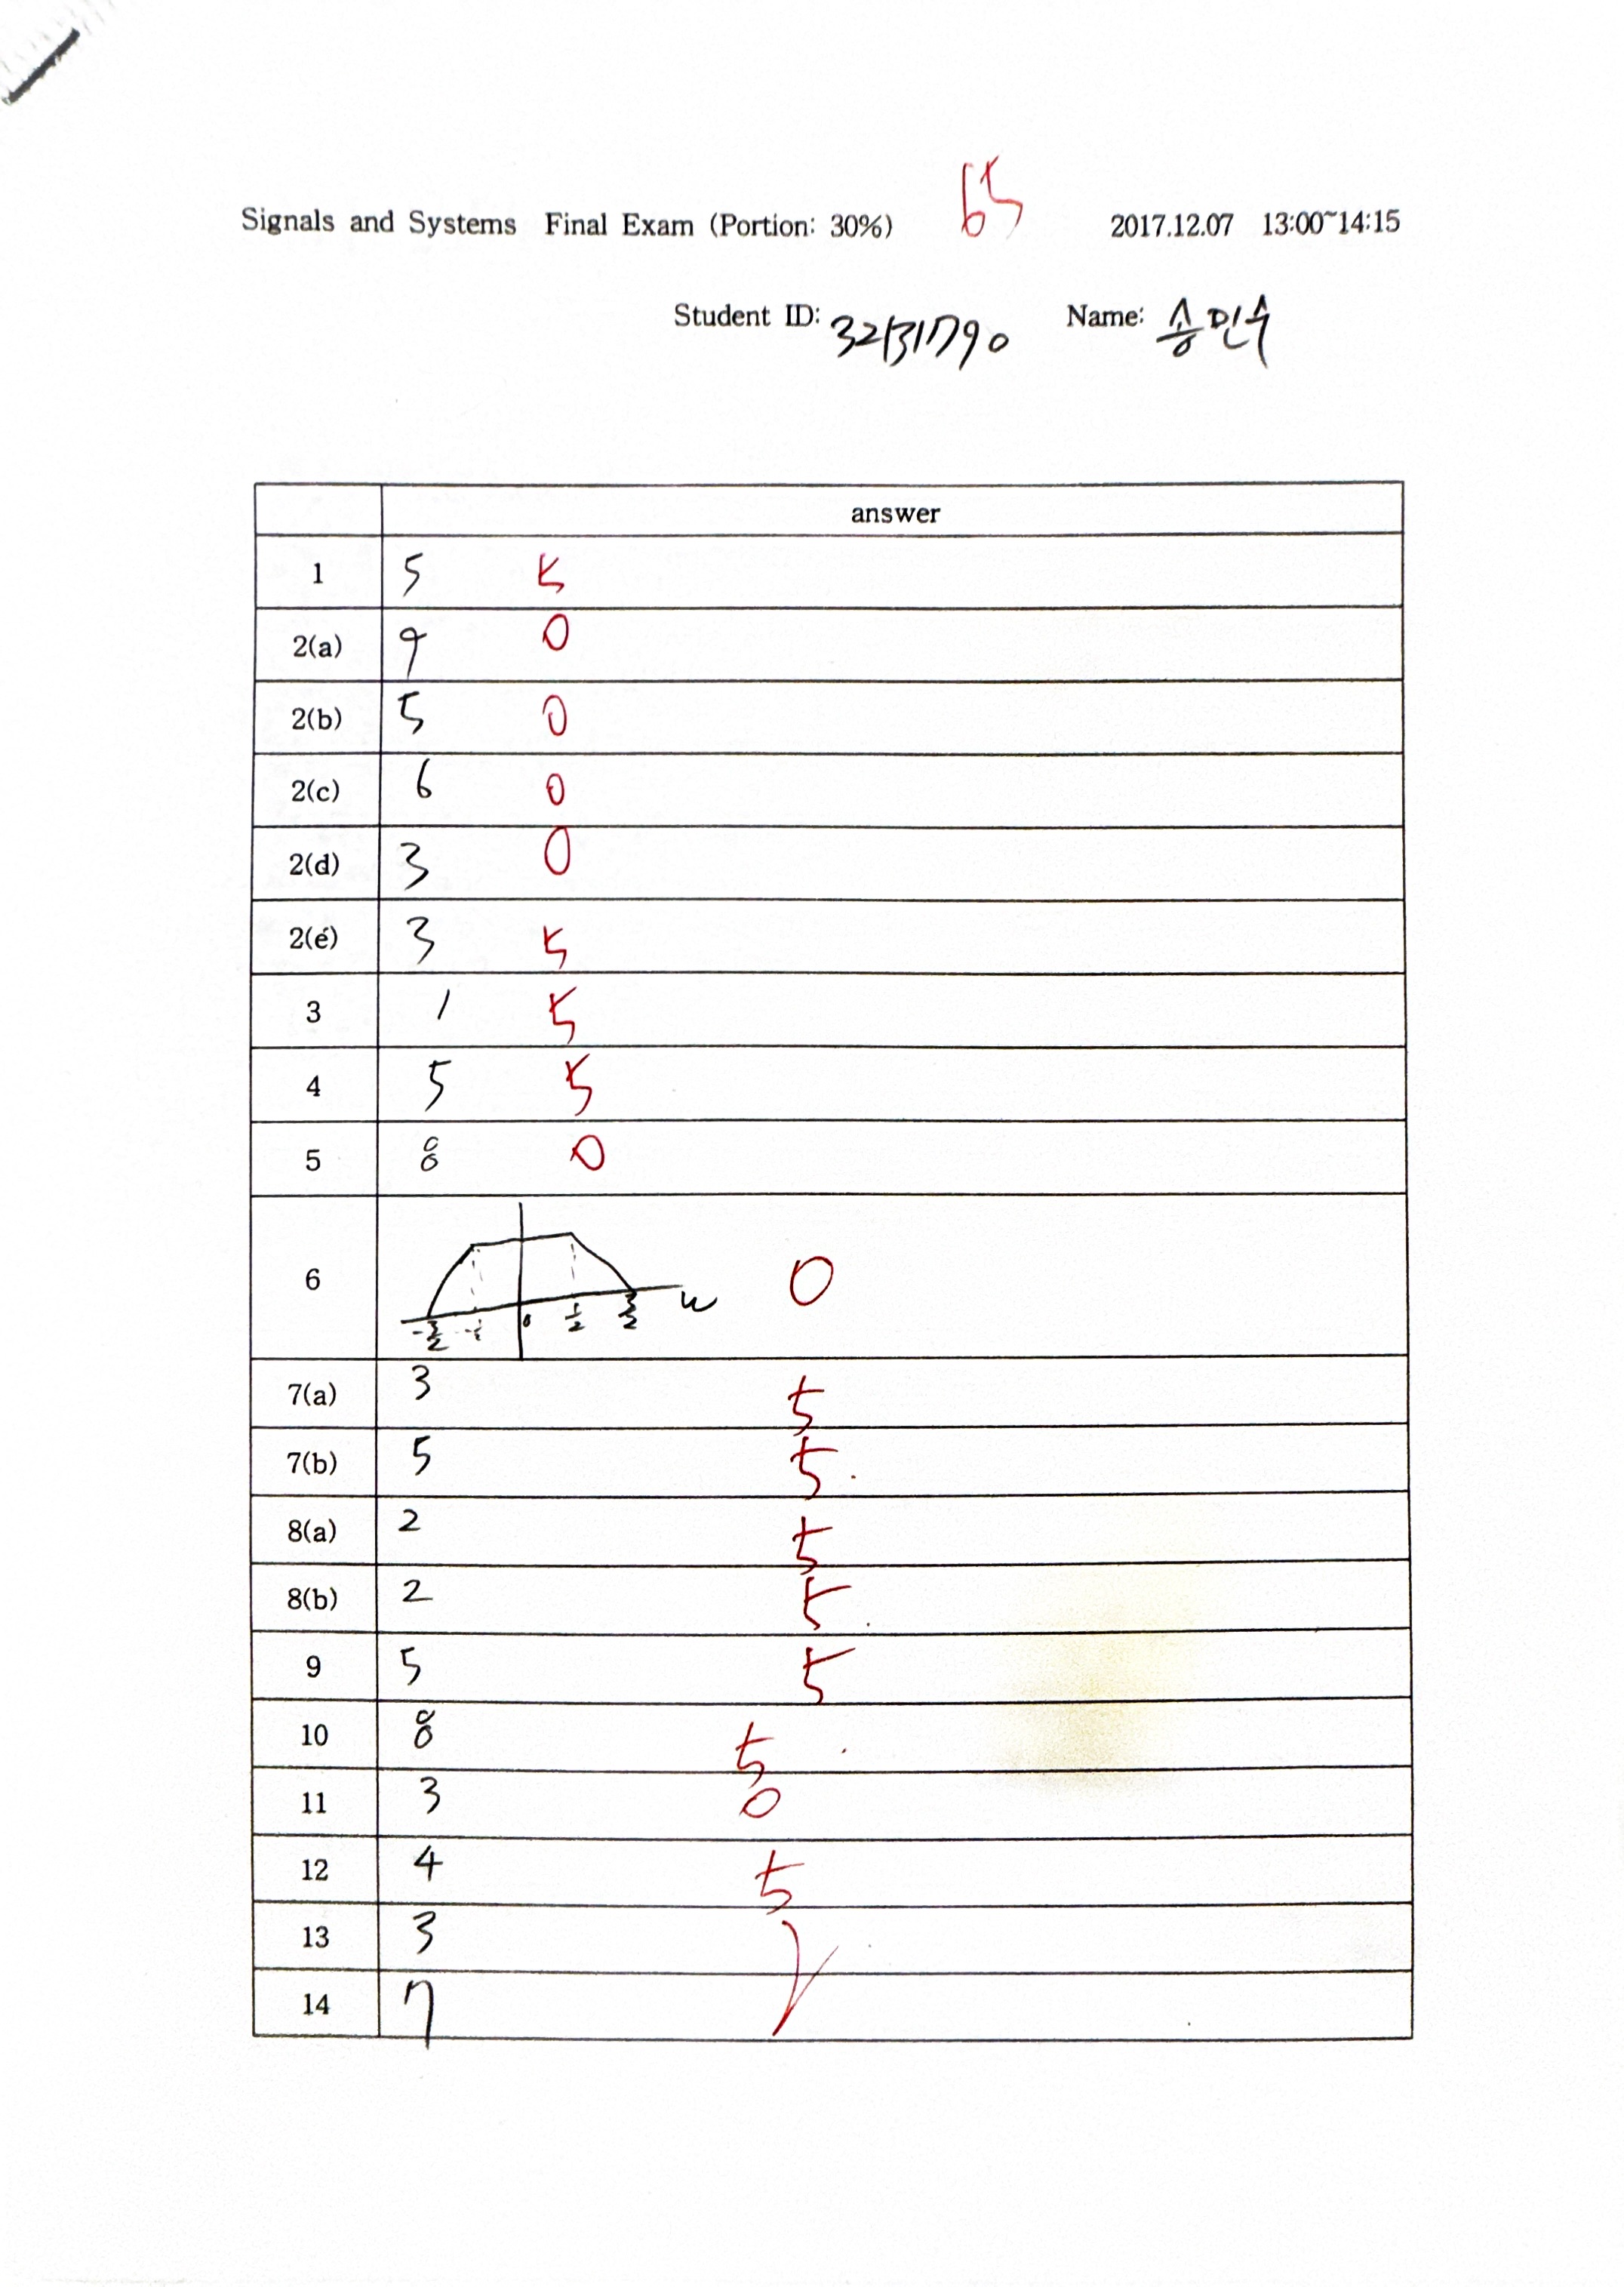 65
Signals and Systems Final Exam (Portion: 30%) 2017.12.07 13:00~14:15
Student ID: 32131790 Name: 송민수
answer
1 5 5
2(a) 9 0
2(b) 5 0
2(c) 6 0
2(d) 3 0
2(é) 3 5
3 1 5
4 5 5
5 8 0
6 0
-3/2 -1/2 0 1/2 3/2 w
7(a) 3 5
7(b) 5 5
8(a) 2 5
8(b) 2 5
9 5 5
10 8 5
11 3 0
12 4 5
13 3
14 7